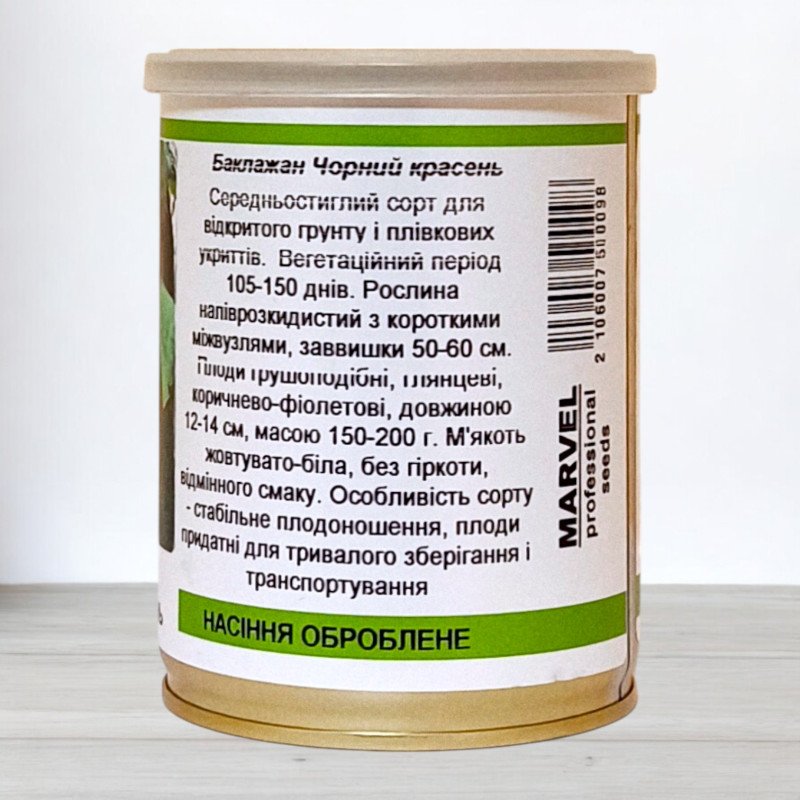 Баклажан Чорний красень
Середньостиглий сорт для
відкритого грунту і плівкових
укриттів. Вегетаційний період
105-150 днів. Рослина
напіврозкидистий з короткими
міжвузлями, заввишки 50-60 см.
Плоди грушоподібні, глянцеві,
коричнево-фіолетові, довжиною
12-14 см, масою 150-200 г. М'якоть
жовтувато-біла, без гіркоти,
відмінного смаку. Особливість сорту
- стабільне плодоношення, плоди
придатні для тривалого зберігання і
транспортування
НАСІННЯ ОБРОБЛЕНЕ
2 106007 500098
MARVEL
professional
seeds